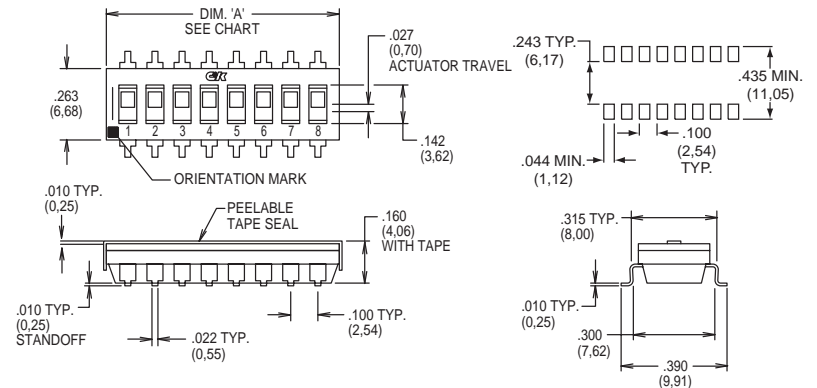 DIM. 'A'
SEE CHART
.027
(0,70)
ACTUATOR TRAVEL
.263
(6,68)
CK
1 2 3 4 5 6 7 8
.142
(3,62)
ORIENTATION MARK
.243 TYP.
(6,17)
.435 MIN.
(11,05)
.100
(2,54)
TYP.
.044 MIN.
(1,12)
.010 TYP.
(0,25)
PEELABLE
TAPE SEAL
.160
(4,06)
WITH TAPE
.010 TYP.
(0,25)
STANDOFF
.022 TYP.
(0,55)
.100 TYP.
(2,54)
.315 TYP.
(8,00)
.010 TYP.
(0,25)
.300
(7,62)
.390
(9,91)